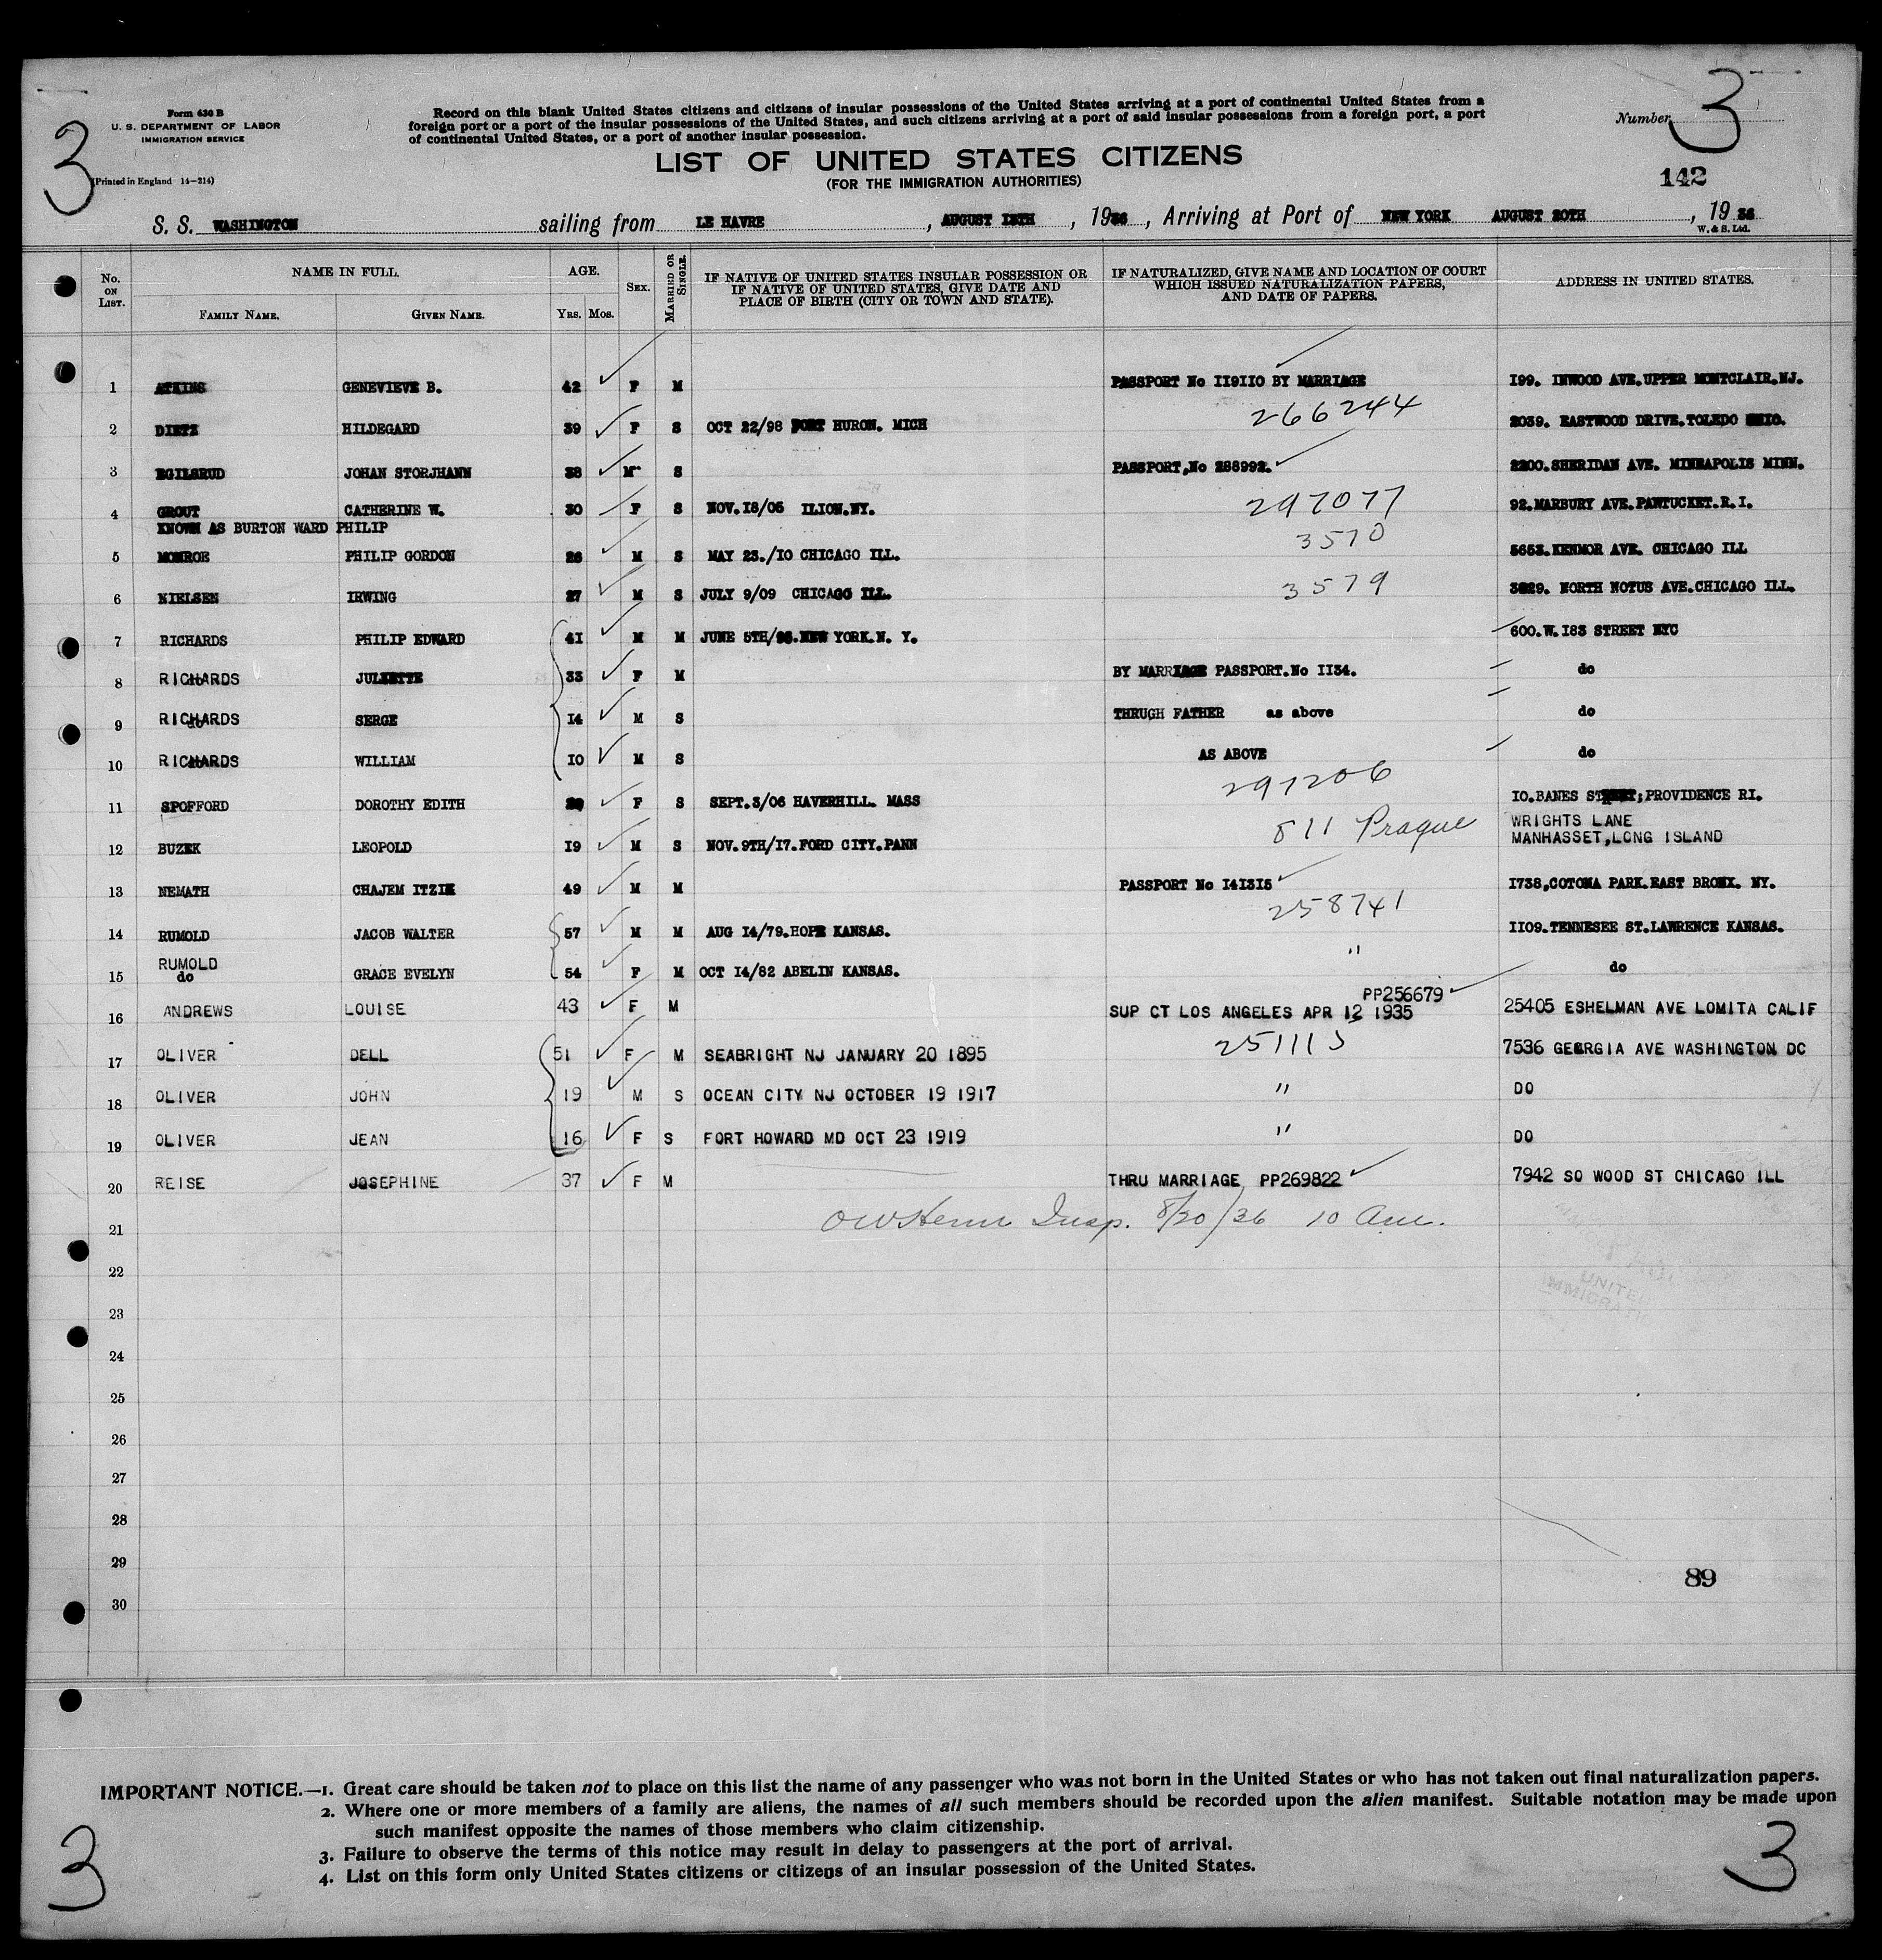 3
Form 630 B
U. S. DEPARTMENT OF LABOR
IMMIGRATION SERVICE
(Printed in England 14—214)
Record on this blank United States citizens and citizens of insular possessions of the United States arriving at a port of continental United States from a
foreign port or a port of the insular possessions of the United States, and such citizens arriving at a port of said insular possessions from a foreign port, a port
of continental United States, or a port of another insular possession.
LIST OF UNITED STATES CITIZENS
(FOR THE IMMIGRATION AUTHORITIES)
Number 3
142
S. S. WASHINGTON sailing from LE HAVRE, AUGUST 13TH, 1936, Arriving at Port of NEW YORK AUGUST 20TH, 1936
W. & S. Ltd.
No. ON LIST. NAME IN FULL. AGE. SEX. MARRIED OR SINGLE. IF NATIVE OF UNITED STATES INSULAR POSSESSION OR IF NATIVE OF UNITED STATES, GIVE DATE AND PLACE OF BIRTH (CITY OR TOWN AND STATE). IF NATURALIZED, GIVE NAME AND LOCATION OF COURT WHICH ISSUED NATURALIZATION PAPERS, AND DATE OF PAPERS. ADDRESS IN UNITED STATES.
FAMILY NAME. GIVEN NAME. YRS. MOS.
1 ATKINS GENEVIEVE B. 42 F M PASSPORT No 119110 BY MARRIAGE 199. INWOOD AVE.UPPER MONTCLAIR.NJ.
2 DIETZ HILDEGARD 39 F S OCT 22/98 PORT HURON. MICH 266244 2039. EASTWOOD DRIVE.TOLEDO OHIO.
3 EGILSRUD JOHAN STORJHANN 38 M S PASSPORT,No 288992. 2200.SHERIDAN AVE. MINEAPOLIS MINN.
4 GROUT CATHERINE W. 30 F S NOV.18/05 ILION.NY. 297077 92.MARBURY AVE.PAWTUCKET.R.I.
KNOWN AS BURTON WARD PHILIP
5 MONROE PHILIP GORDON 26 M S MAY 23./10 CHICAGO ILL. 3570 5653.KENMOR AVE. CHICAGO ILL
6 NIELSEN IRWING 27 M S JULY 9/09 CHICAGO ILL. 3579 3829. NORTH NOTUS AVE.CHICAGO ILL.
7 RICHARDS PHILIP EDWARD 41 M M JUNE 5TH/95.NEW YORK.N. Y. 600.W.183 STREET NYC
8 RICHARDS JULIETTE 33 F M BY MARRIAGE PASSPORT.No 1134. do
9 RICHARDS SERGE 14 M S THRUGH FATHER as above do
10 RICHARDS WILLIAM 10 M S AS ABOVE do
11 SPOFFORD DOROTHY EDITH F S SEPT.3/06 HAVERHILL. MASS 297206 10.BANES STREET;PROVIDENCE RI.
12 BUZEK LEOPOLD 19 M S NOV.9TH/17.FORD CITY.PANN 811 Prague WRIGHTS LANE
MANHASSET,LONG ISLAND
13 NEMATH CHAJEM ITZIK 49 M M PASSPORT No 141315 1738,COTONA PARK.EAST BRONX. NY.
14 RUMOLD JACOB WALTER 57 M M AUG 14/79.HOPE KANSAS. 258741 1109.TENNESEE ST.LAWRENCE KANSAS.
15 RUMOLD do GRACE EVELYN 54 F M OCT 14/82 ABELIN KANSAS. " do
16 ANDREWS LOUISE 43 F M PP256679
SUP CT LOS ANGELES APR 12 1935 25405 ESHELMAN AVE LOMITA CALIF
17 OLIVER DELL 51 F M SEABRIGHT NJ JANUARY 20 1895 251115 7536 GEORGIA AVE WASHINGTON DC
18 OLIVER JOHN 19 M S OCEAN CITY NJ OCTOBER 19 1917 " DO
19 OLIVER JEAN 16 F S FORT HOWARD MD OCT 23 1919 " DO
20 REISE JOSEPHINE 37 F M THRU MARRIAGE PP269822 7942 SO WOOD ST CHICAGO ILL
21 Insp. 8/20/36 10 am.
22
UNITED
IMMIGRATI
23
24
25
26
27
28
29
89
30
IMPORTANT NOTICE.—1. Great care should be taken not to place on this list the name of any passenger who was not born in the United States or who has not taken out final naturalization papers.
2. Where one or more members of a family are aliens, the names of all such members should be recorded upon the alien manifest. Suitable notation may be made upon
such manifest opposite the names of those members who claim citizenship.
3. Failure to observe the terms of this notice may result in delay to passengers at the port of arrival.
4. List on this form only United States citizens or citizens of an insular possession of the United States.
3
3